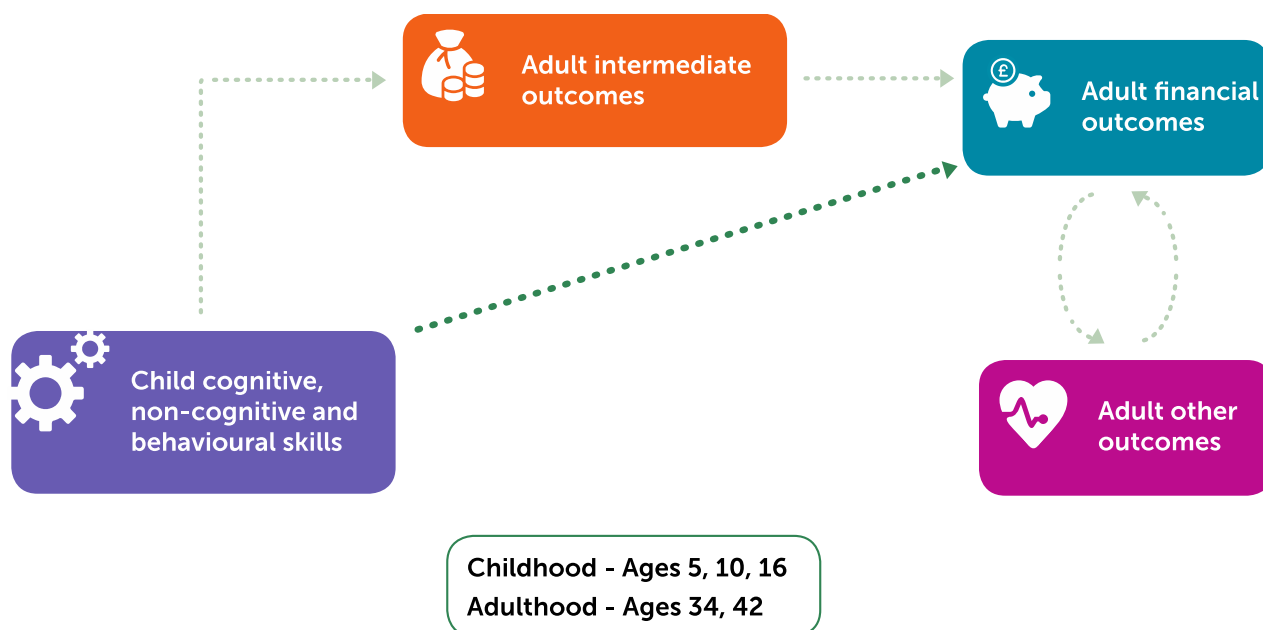 Adult intermediate
outcomes
£
Adult financial
outcomes
Child cognitive,
non-cognitive and
behavioural skills
Adult other
outcomes
Childhood - Ages 5, 10, 16
Adulthood - Ages 34, 42